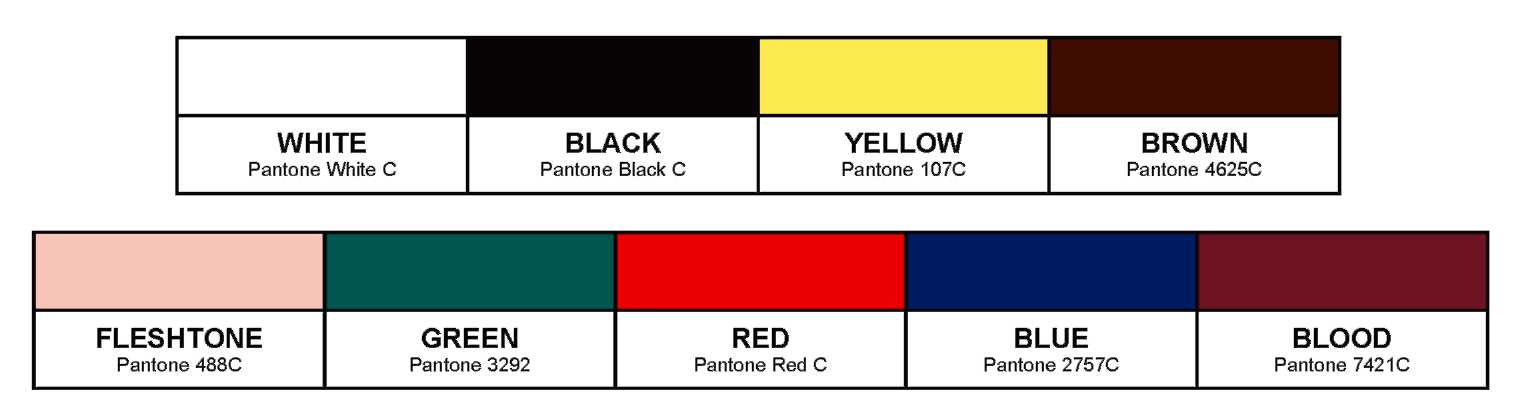 WHITE
Pantone White C
BLACK
Pantone Black C
YELLOW
Pantone 107C
BROWN
Pantone 4625C
FLESHTONE
Pantone 488C
GREEN
Pantone 3292
RED
Pantone Red C
BLUE
Pantone 2757C
BLOOD
Pantone 7421C